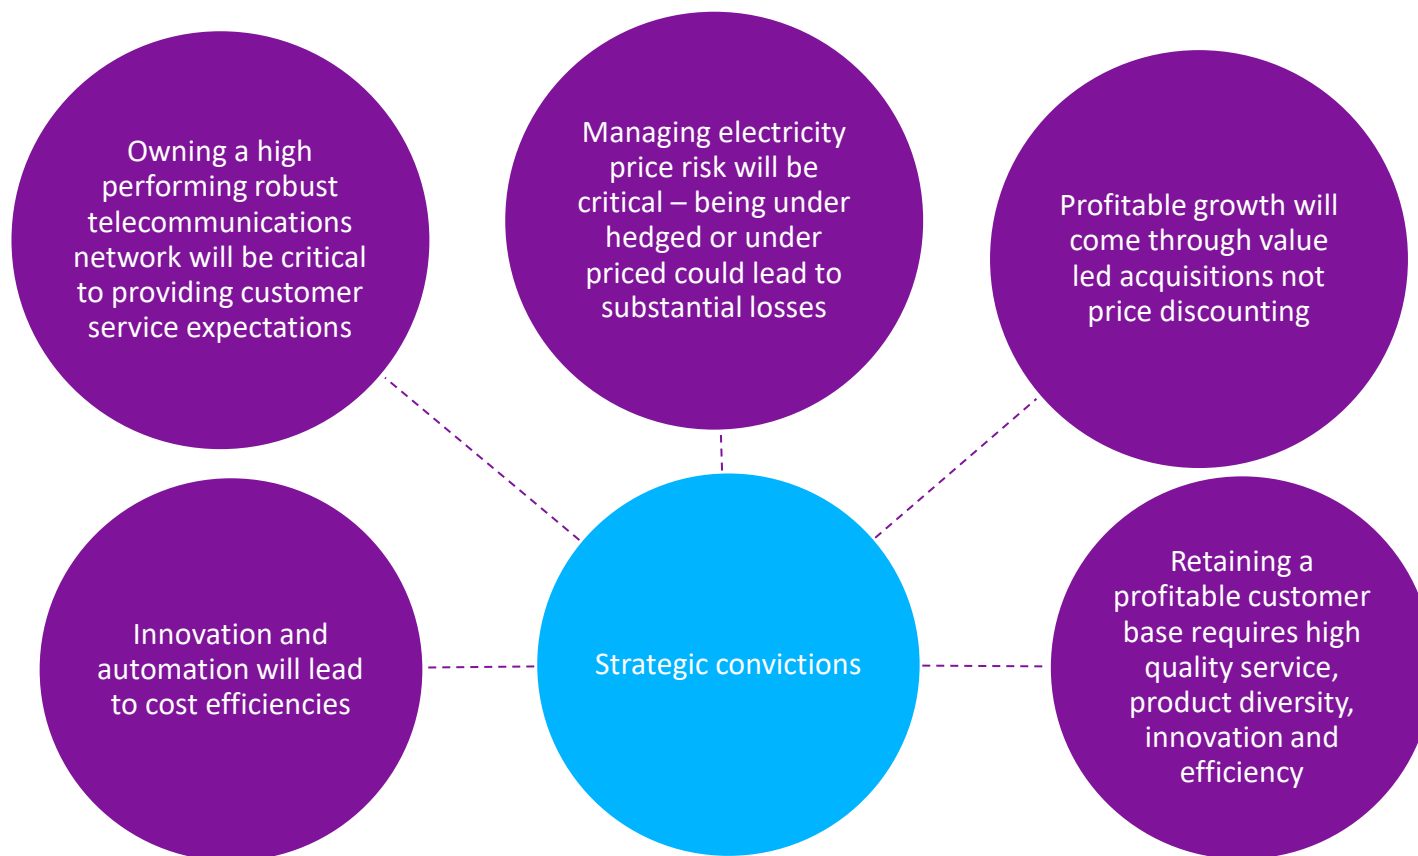 Owning a high
performing robust
telecommunications
network will be critical
to providing customer
service expectations
Managing electricity
price risk will be
critical – being under
hedged or under
priced could lead to
substantial losses
Profitable growth will
come through value
led acquisitions not
price discounting
Innovation and
automation will lead
to cost efficiencies
Strategic convictions
Retaining a
profitable customer
base requires high
quality service,
product diversity,
innovation and
efficiency